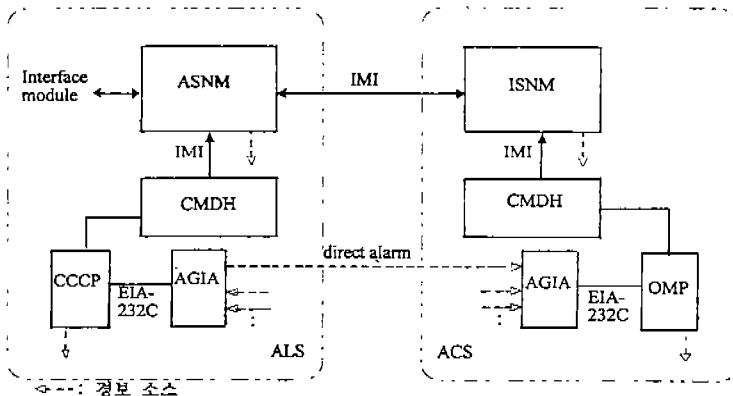 Interface
module
ASNM
IMI
ISNM
IMI
IMI
CMDH
CMDH
direct alarm
CCCP
AGIA
AGIA
OMP
EIA-
232C
EIA-
232C
:
:
ALS
ACS
: 경보 소스